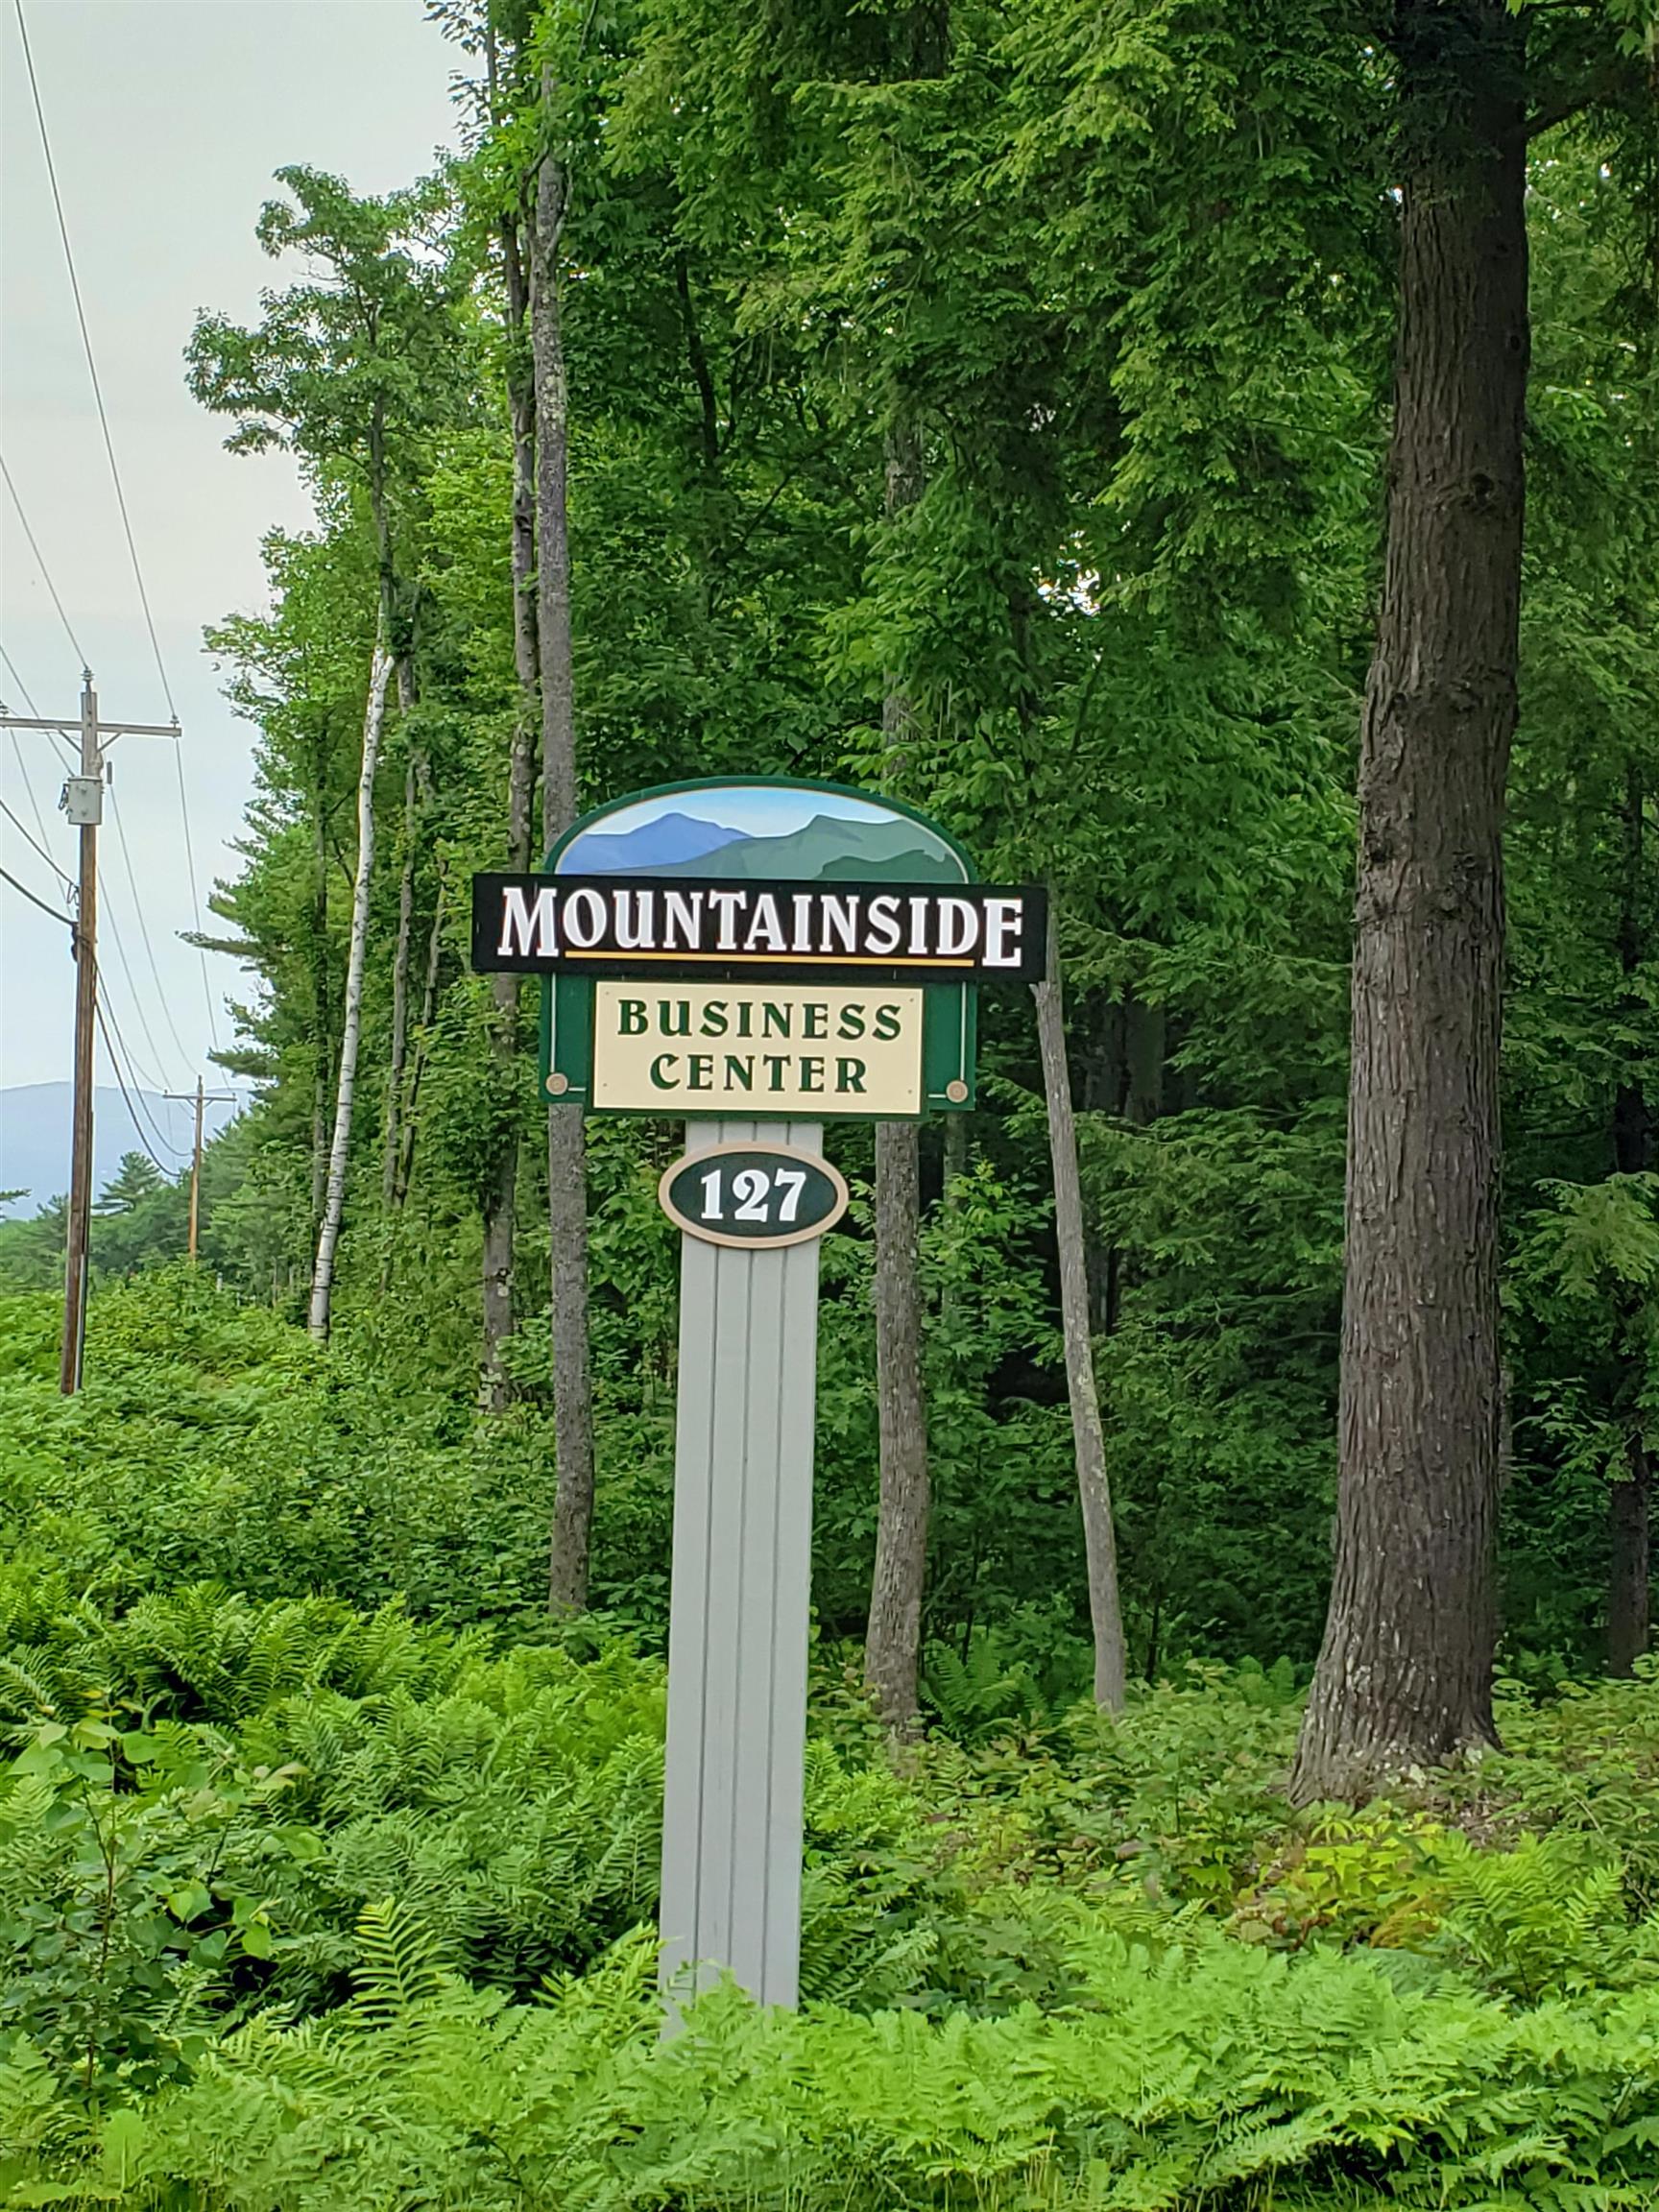 MOUNTAINSIDE
BUSINESS
CENTER
127